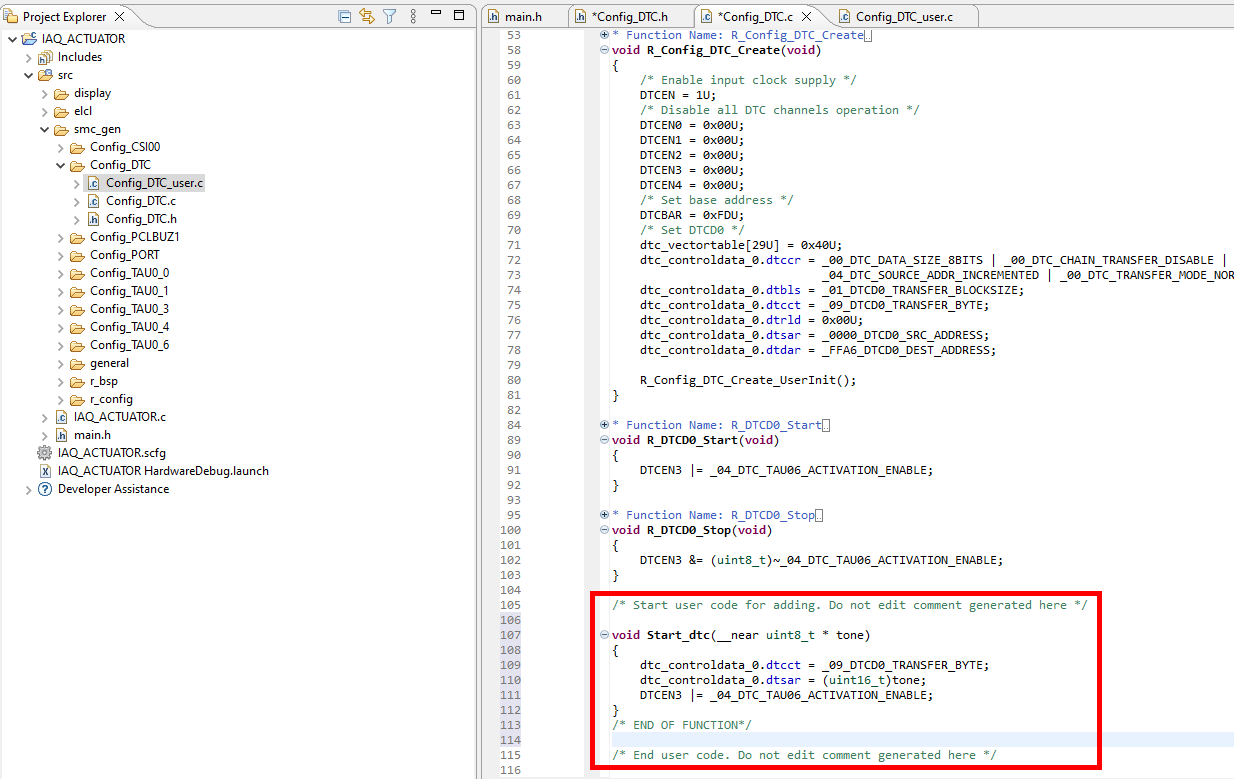 Project Explorer
IAQ_ACTUATOR
Includes
src
display
elcl
smc_gen
Config_CSI00
Config_DTC
Config_DTC_user.c
Config_DTC.c
Config_DTC.h
Config_PCLBUZ1
Config_PORT
Config_TAU0_0
Config_TAU0_1
Config_TAU0_3
Config_TAU0_4
Config_TAU0_6
general
r_bsp
r_config
IAQ_ACTUATOR.c
main.h
IAQ_ACTUATOR.scfg
IAQ_ACTUATOR HardwareDebug.launch
Developer Assistance
main.h
*Config_DTC.h
*Config_DTC.c
Config_DTC_user.c
53 * Function Name: R_Config_DTC_Create
58 void R_Config_DTC_Create(void)
59 {
60 /* Enable input clock supply */
61 DTCEN = 1U;
62 /* Disable all DTC channels operation */
63 DTCEN0 = 0x00U;
64 DTCEN1 = 0x00U;
65 DTCEN2 = 0x00U;
66 DTCEN3 = 0x00U;
67 DTCEN4 = 0x00U;
68 /* Set base address */
69 DTCBAR = 0xFDU;
70 /* Set DTCD0 */
71 dtc_vectortable[29U] = 0x40U;
72 dtc_controldata_0.dtccr = _00_DTC_DATA_SIZE_8BITS | _00_DTC_CHAIN_TRANSFER_DISABLE |
73 _04_DTC_SOURCE_ADDR_INCREMENTED | _00_DTC_TRANSFER_MODE_NOR
74 dtc_controldata_0.dtbls = _01_DTCD0_TRANSFER_BLOCKSIZE;
75 dtc_controldata_0.dtcct = _09_DTCD0_TRANSFER_BYTE;
76 dtc_controldata_0.dtrld = 0x00U;
77 dtc_controldata_0.dtsar = _0000_DTCD0_SRC_ADDRESS;
78 dtc_controldata_0.dtdar = _FFA6_DTCD0_DEST_ADDRESS;
79
80 R_Config_DTC_Create_UserInit();
81 }
82
84 * Function Name: R_DTCD0_Start
89 void R_DTCD0_Start(void)
90 {
91 DTCEN3 |= _04_DTC_TAU06_ACTIVATION_ENABLE;
92 }
93
95 * Function Name: R_DTCD0_Stop
100 void R_DTCD0_Stop(void)
101 {
102 DTCEN3 &= (uint8_t)~_04_DTC_TAU06_ACTIVATION_ENABLE;
103 }
104
105 /* Start user code for adding. Do not edit comment generated here */
106
107 void Start_dtc(__near uint8_t * tone)
108 {
109 dtc_controldata_0.dtcct = _09_DTCD0_TRANSFER_BYTE;
110 dtc_controldata_0.dtsar = (uint16_t)tone;
111 DTCEN3 |= _04_DTC_TAU06_ACTIVATION_ENABLE;
112 }
113 /* END OF FUNCTION*/
114
115 /* End user code. Do not edit comment generated here */
116